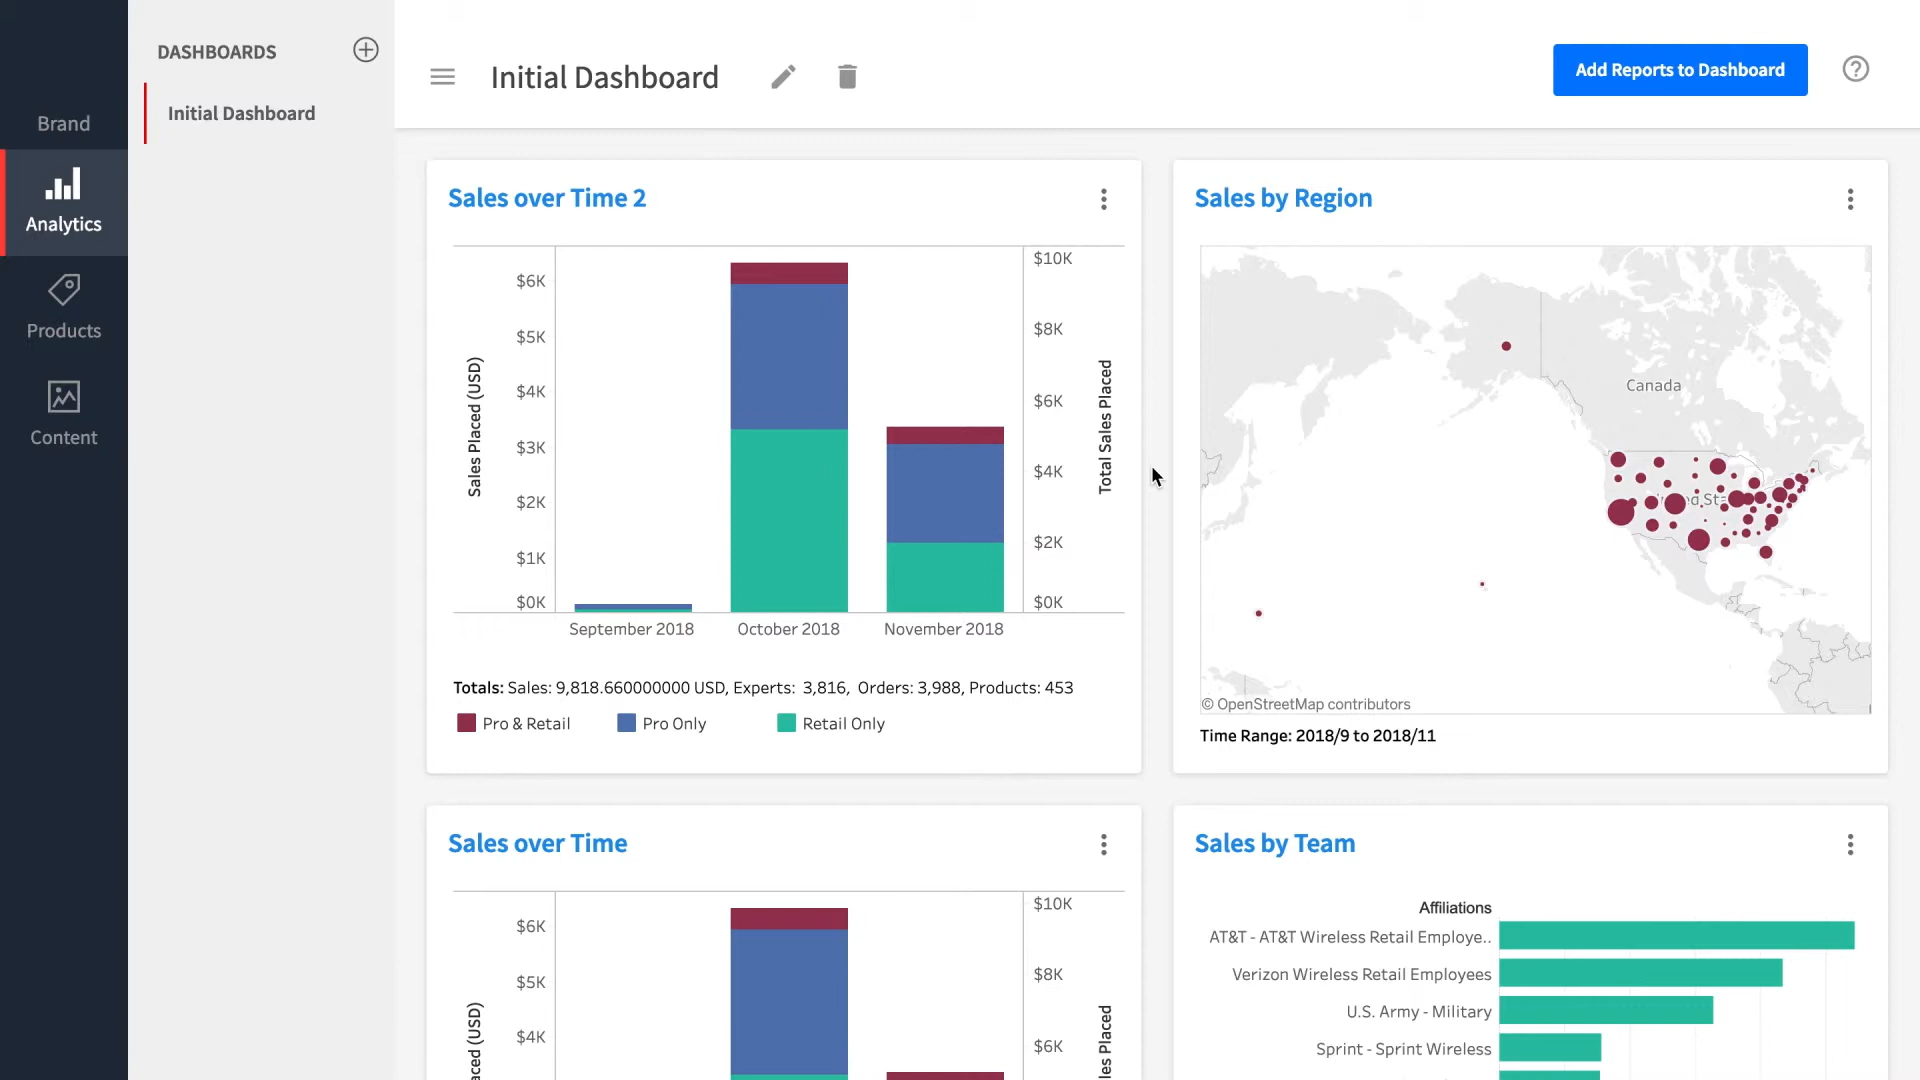 Brand
Analytics
Products
Content
DASHBOARDS
Initial Dashboard
Initial Dashboard
Add Reports to Dashboard
Sales over Time 2
Sales Placed (USD)
$6K
$5K
$4K
$3K
$2K
$1K
$0K
$10K
$8K
$6K
$4K
$2K
$0K
Total Sales Placed
September 2018
October 2018
November 2018
Totals: Sales: 9,818.660000000 USD, Experts: 3,816, Orders: 3,988, Products: 453
Pro & Retail
Pro Only
Retail Only
Sales by Region
Canada
© OpenStreetMap contributors
Time Range: 2018/9 to 2018/11
Sales over Time
$6K
$5K
$4K
(USD)
$10K
$8K
$6K
Placed
Sales by Team
Affiliations
AT&T - AT&T Wireless Retail Employe..
Verizon Wireless Retail Employees
U.S. Army - Military
Sprint - Sprint Wireless